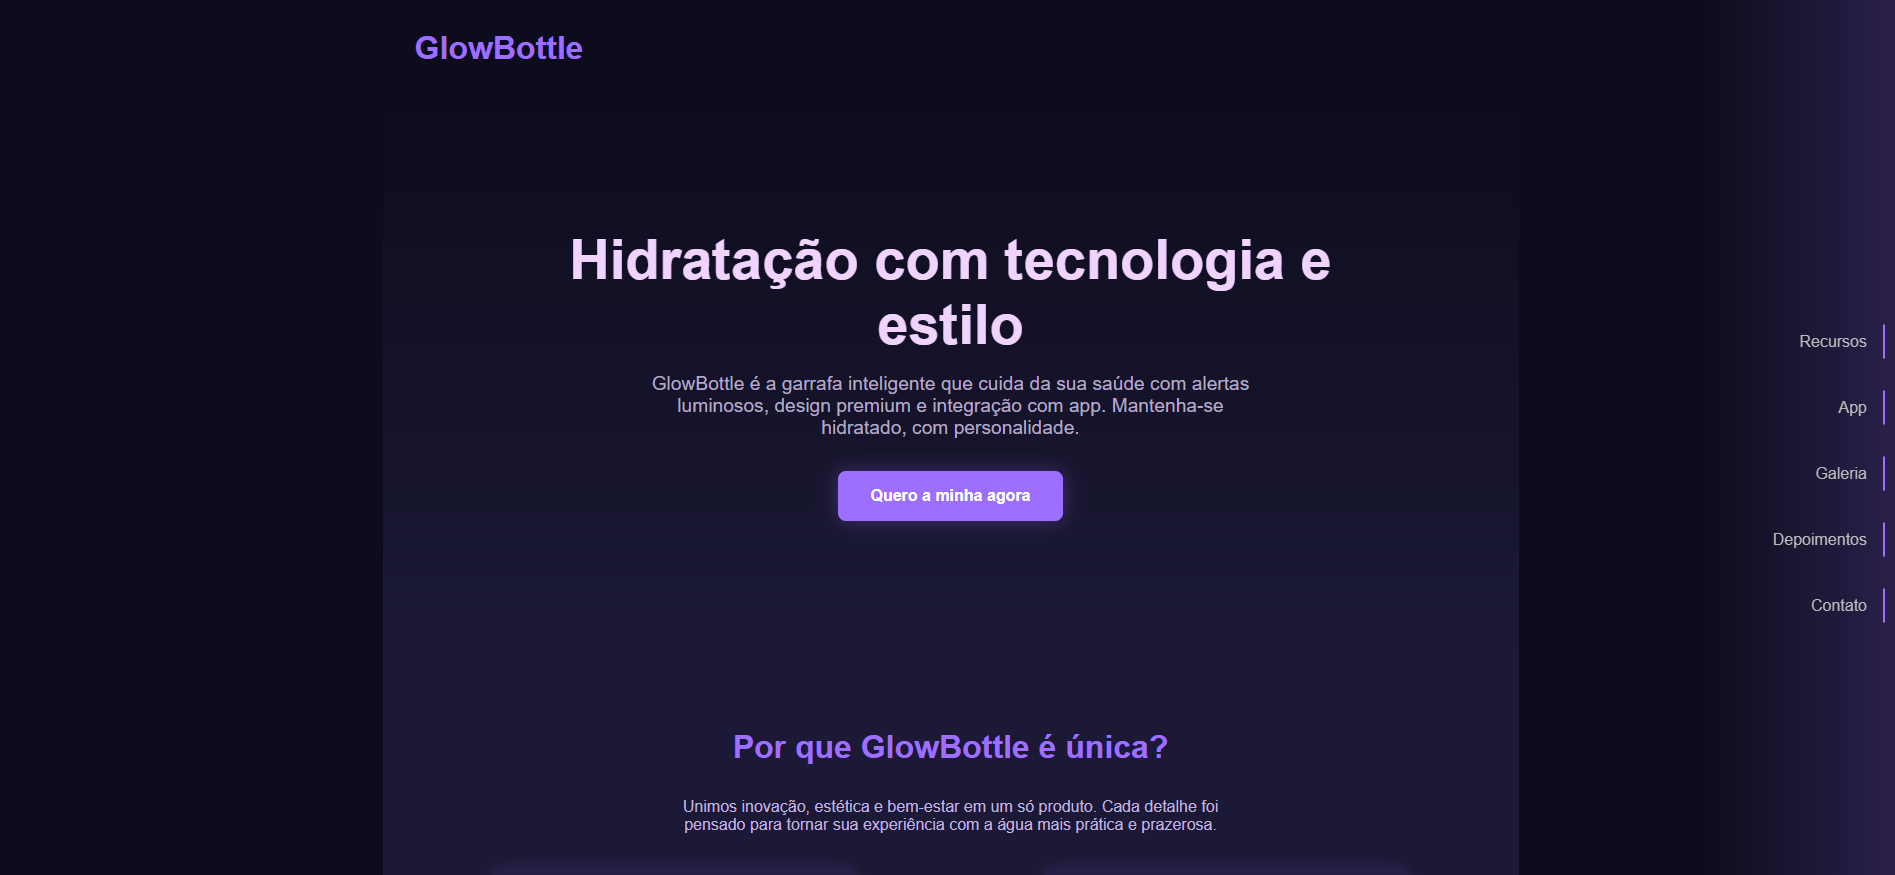 GlowBottle
Hidratação com tecnologia e
estilo
GlowBottle é a garrafa inteligente que cuida da sua saúde com alertas
luminosos, design premium e integração com app. Mantenha-se
hidratado, com personalidade.
Quero a minha agora
Recursos
App
Galeria
Depoimentos
Contato
Por que GlowBottle é única?
Unimos inovação, estética e bem-estar em um só produto. Cada detalhe foi
pensado para tornar sua experiência com a água mais prática e prazerosa.